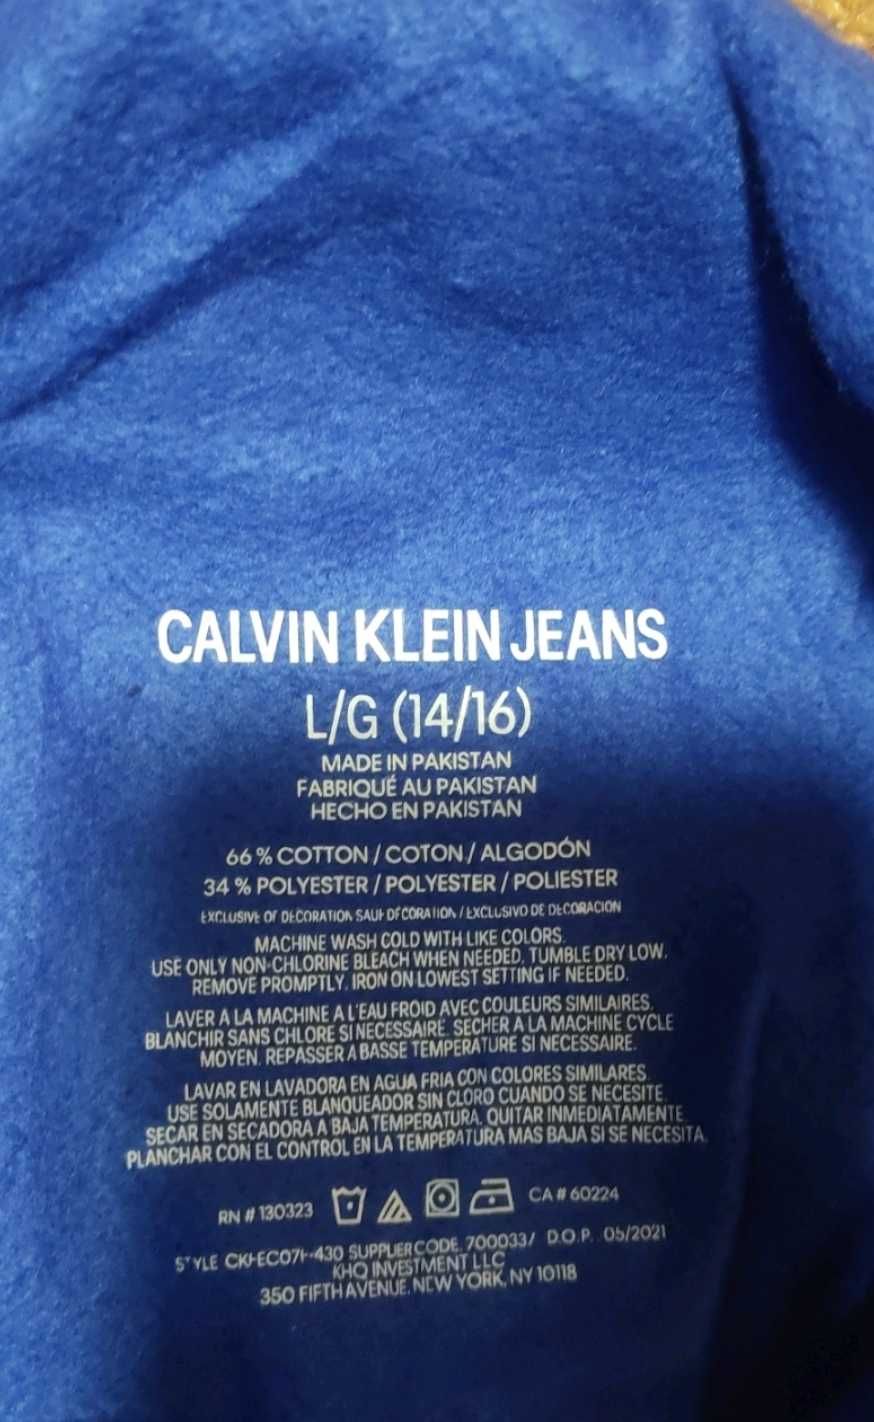 CALVIN KLEIN JEANS
L/G (14/16)
MADE IN PAKISTAN
FABRIQUÉ AU PAKISTAN
HECHO EN PAKISTAN
66 % COTTON / COTON / ALGODÓN
34 % POLYESTER / POLYESTER / POLIESTER
EXCLUSIVE OF DECORATION SAUF DECORATION / EXCLUSIVO DE DECORACION
MACHINE WASH COLD WITH LIKE COLORS.
USE ONLY NON-CHLORINE BLEACH WHEN NEEDED. TUMBLE DRY LOW.
REMOVE PROMPTLY. IRON ON LOWEST SETTING IF NEEDED.
LAVER A LA MACHINE A L'EAU FROID AVEC COULEURS SIMILAIRES.
BLANCHIR SANS CHLORE SI NECESSAIRE. SECHER A LA MACHINE CYCLE
MOYEN. REPASSER A BASSE TEMPERATURE SI NECESSAIRE.
LAVAR EN LAVADORA EN AGUA FRIA CON COLORES SIMILARES.
USE SOLAMENTE BLANQUEADOR SIN CLORO CUANDO SE NECESITE.
SECAR EN SECADORA A BAJA TEMPERATURA. QUITAR INMEDIATAMENTE.
PLANCHAR CON EL CONTROL EN LA TEMPERATURA MAS BAJA SI SE NECESITA.
RN # 130323 CA # 60224
STYLE SUPPLIER CODE. 700033/ D.O.P. 05/2021
KHQ INVESTMENT LLC
350 FIFTH AVENUE, NEW YORK, NY 10118